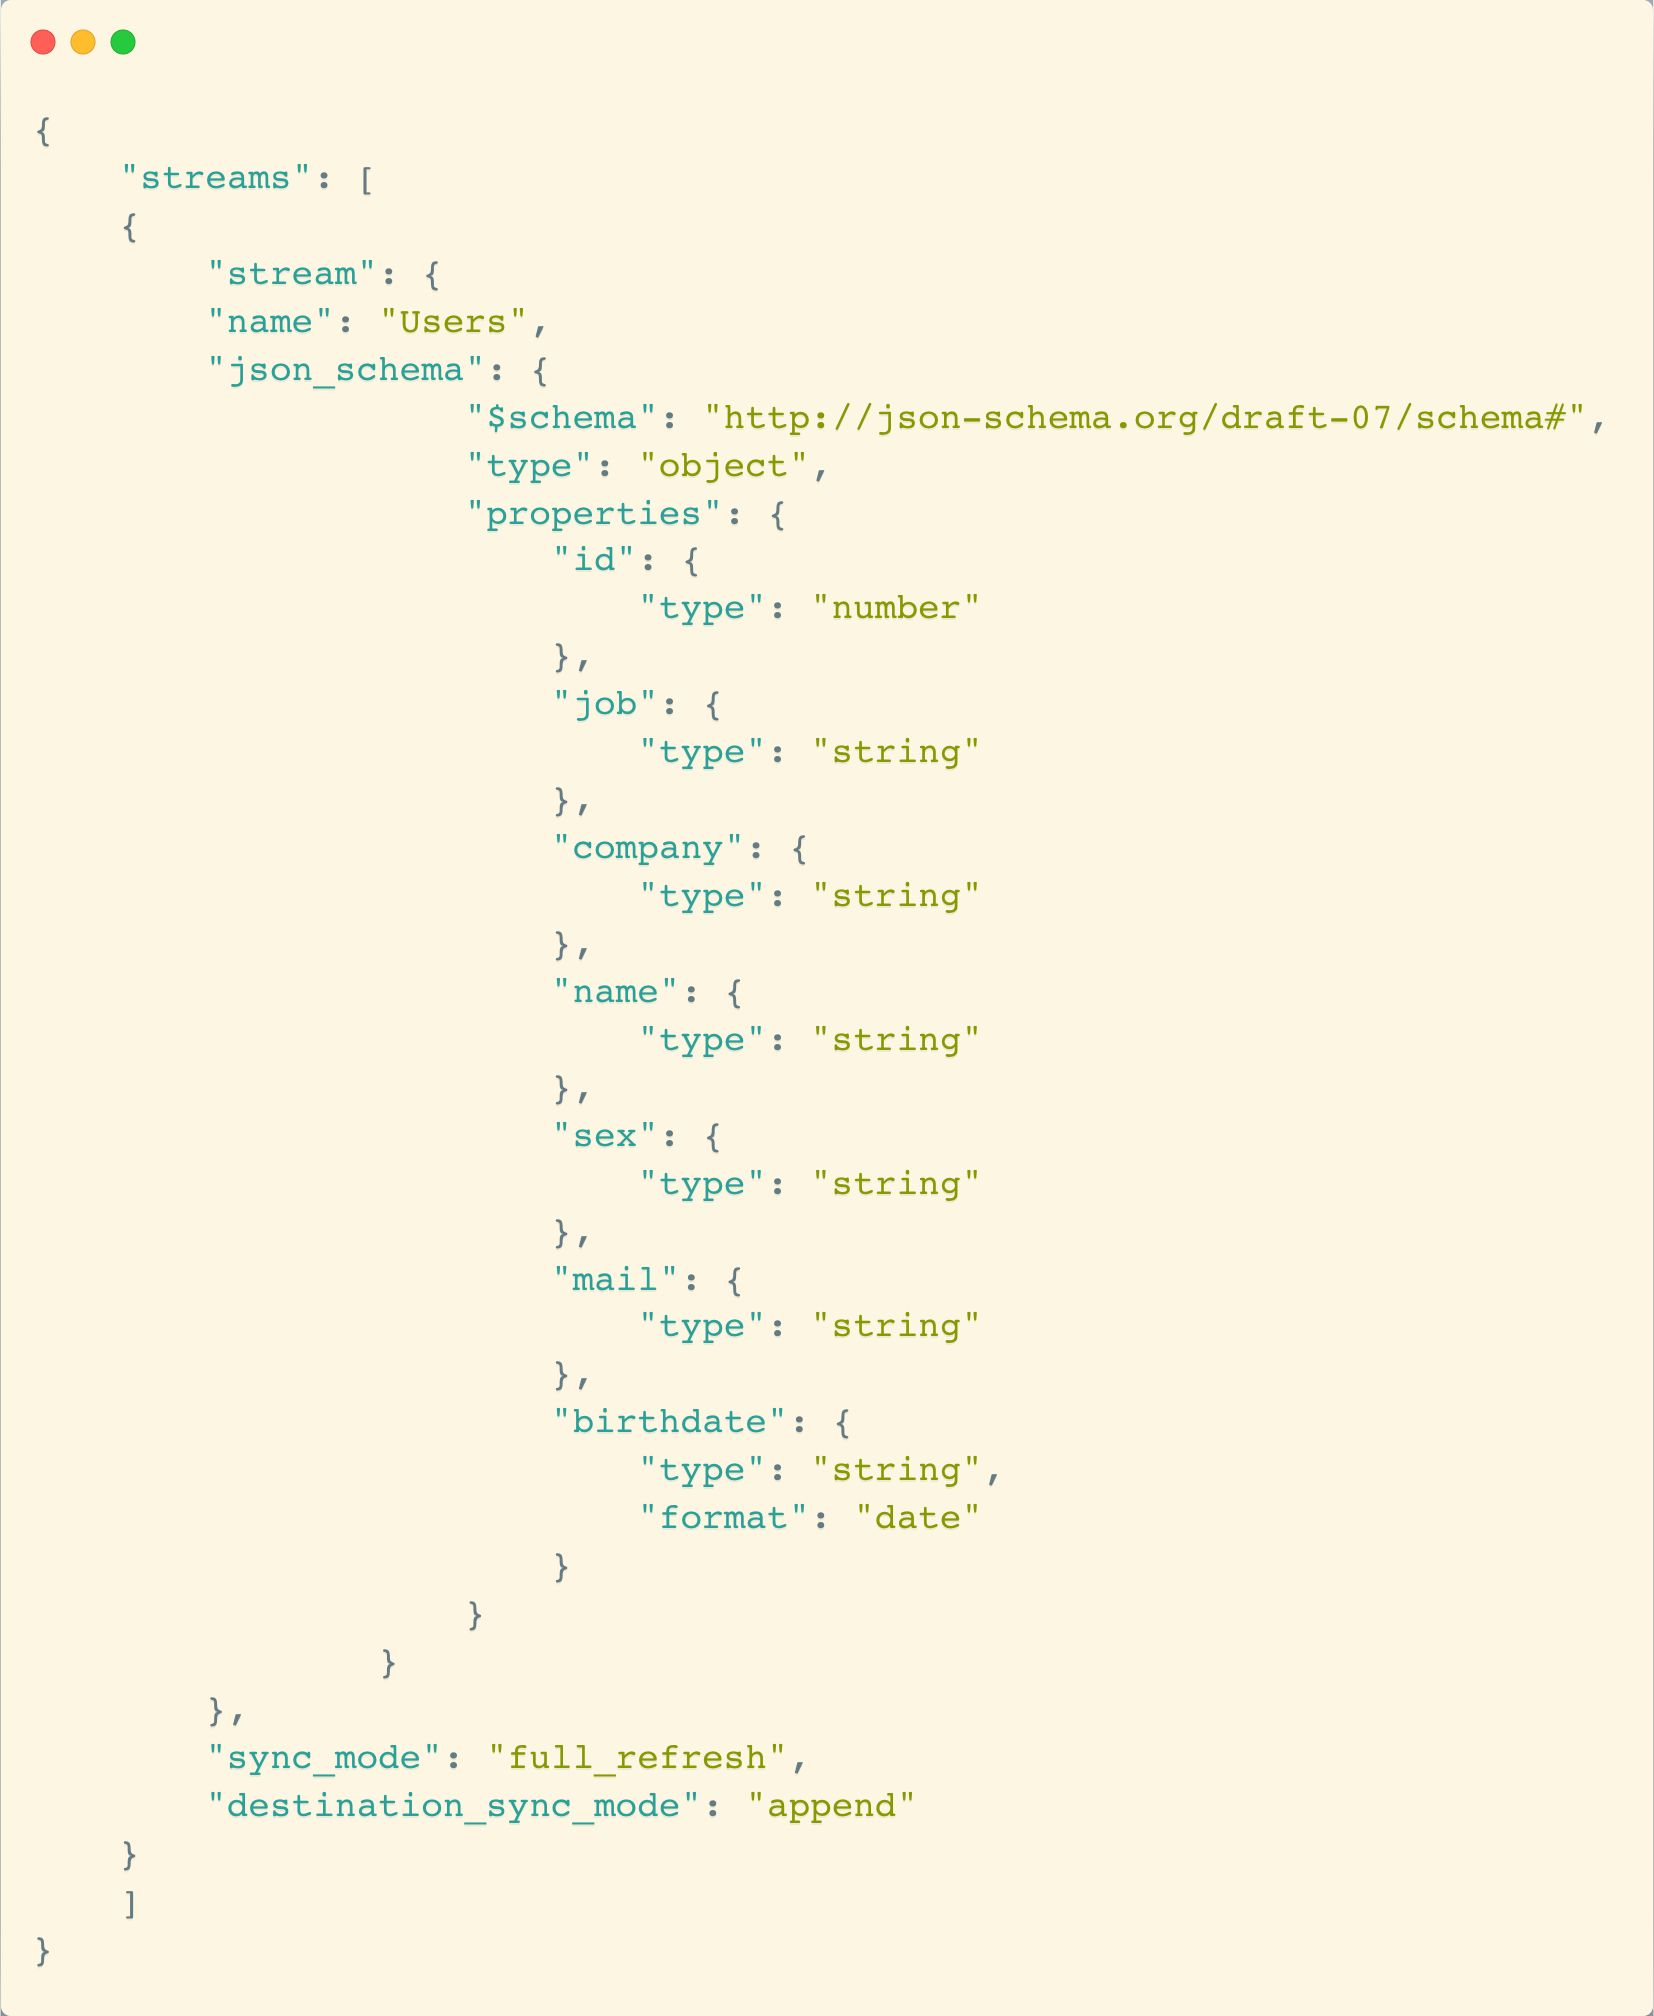 {
"streams": [
{
"stream": {
"name": "Users",
"json_schema": {
"$schema": "http://json-schema.org/draft-07/schema#",
"type": "object",
"properties": {
"id": {
"type": "number"
},
"job": {
"type": "string"
},
"company": {
"type": "string"
},
"name": {
"type": "string"
},
"sex": {
"type": "string"
},
"mail": {
"type": "string"
},
"birthdate": {
"type": "string",
"format": "date"
}
}
}
},
"sync_mode": "full_refresh",
"destination_sync_mode": "append"
}
]
}